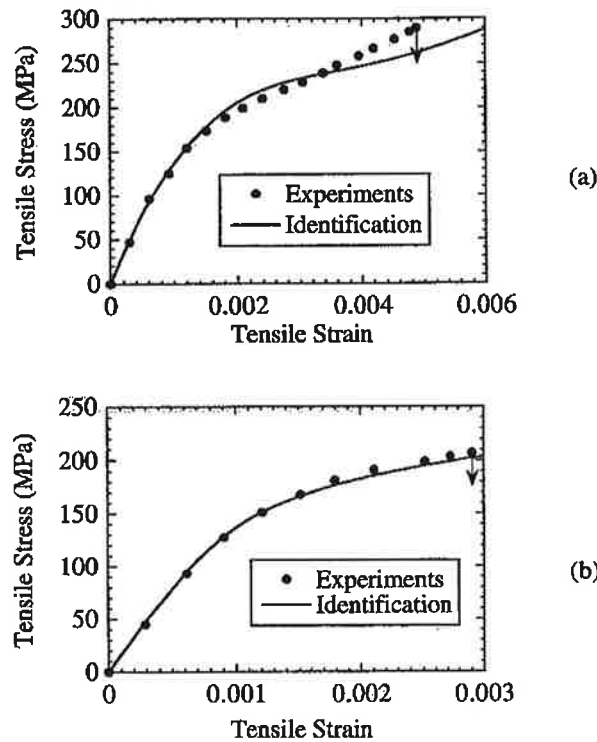 300
250
200
150
100
50
0
Tensile Stress (MPa)
Experiments
Identification
(a)
0 0.002 0.004 0.006
Tensile Strain
250
200
150
100
50
0
Tensile Stress (MPa)
Experiments
Identification
(b)
0 0.001 0.002 0.003
Tensile Strain